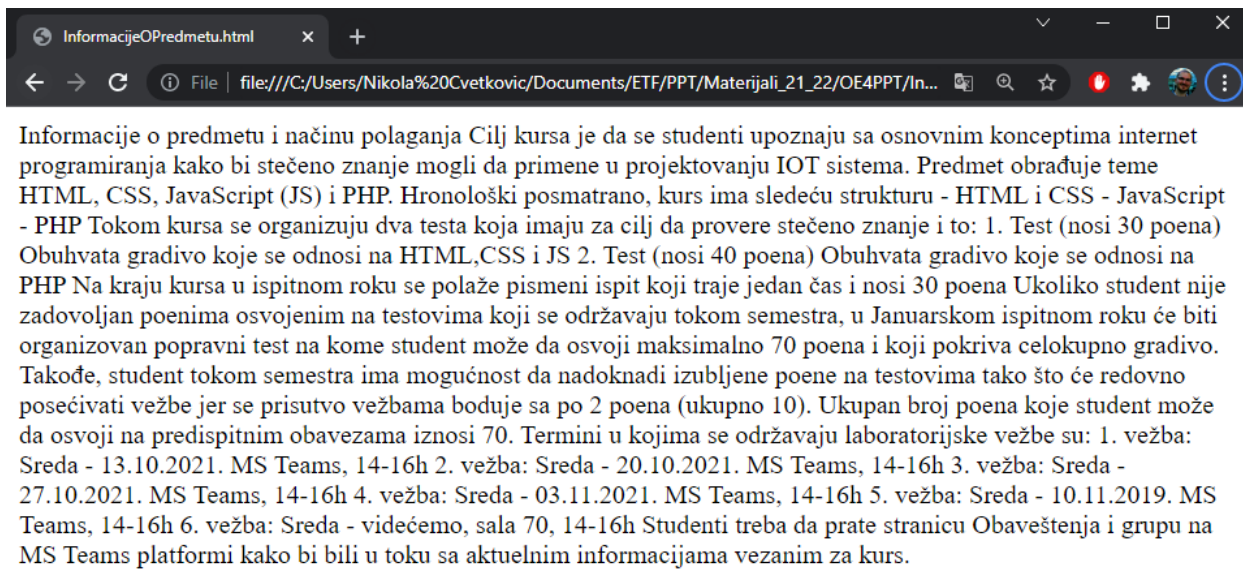 InformacijeOPredmetu.html
File file:///C:/Users/Nikola%20Cvetkovic/Documents/ETF/PPT/Materijali_21_22/OE4PPT/In...
Informacije o predmetu i načinu polaganja Cilj kursa je da se studenti upoznaju sa osnovnim konceptima internet
programiranja kako bi stečeno znanje mogli da primene u projektovanju IOT sistema. Predmet obrađuje teme
HTML, CSS, JavaScript (JS) i PHP. Hronološki posmatrano, kurs ima sledeću strukturu - HTML i CSS - JavaScript
- PHP Tokom kursa se organizuju dva testa koja imaju za cilj da provere stečeno znanje i to: 1. Test (nosi 30 poena)
Obuhvata gradivo koje se odnosi na HTML,CSS i JS 2. Test (nosi 40 poena) Obuhvata gradivo koje se odnosi na
PHP Na kraju kursa u ispitnom roku se polaže pismeni ispit koji traje jedan čas i nosi 30 poena Ukoliko student nije
zadovoljan poenima osvojenim na testovima koji se održavaju tokom semestra, u Januarskom ispitnom roku će biti
organizovan popravni test na kome student može da osvoji maksimalno 70 poena i koji pokriva celokupno gradivo.
Takođe, student tokom semestra ima mogućnost da nadoknadi izubljene poene na testovima tako što će redovno
posećivati vežbe jer se prisutvo vežbama boduje sa po 2 poena (ukupno 10). Ukupan broj poena koje student može
da osvoji na predispitnim obavezama iznosi 70. Termini u kojima se održavaju laboratorijske vežbe su: 1. vežba:
Sreda - 13.10.2021. MS Teams, 14-16h 2. vežba: Sreda - 20.10.2021. MS Teams, 14-16h 3. vežba: Sreda -
27.10.2021. MS Teams, 14-16h 4. vežba: Sreda - 03.11.2021. MS Teams, 14-16h 5. vežba: Sreda - 10.11.2019. MS
Teams, 14-16h 6. vežba: Sreda - videćemo, sala 70, 14-16h Studenti treba da prate stranicu Obaveštenja i grupu na
MS Teams platformi kako bi bili u toku sa aktuelnim informacijama vezanim za kurs.